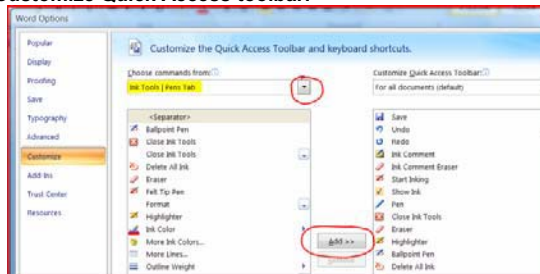 Customize Quick Access toolbar:
Word Options
Popular
Display
Proofing
Save
Typography
Advanced
Customize
Add Ins
Trust Center
Resources
Customize the Quick Access Toolbar and keyboard shortcuts.
Choose commands from:
Ink Tools | Pens Tab
<Separator>
Ballpoint Pen
Close Ink Tools
Close Ink Tools
Delete All Ink
Eraser
Felt Tip Pen
Format
Highlighter
Ink Color
More Ink Colors...
More Lines...
Outline Weight
Add >>
Customize Quick Access Toolbar:
For all documents (default)
Save
Undo
Redo
Ink Comment
Ink Comment Eraser
Start Inking
Show Ink
Pen
Close Ink Tools
Eraser
Highlighter
Ballpoint Pen
Delete All Ink